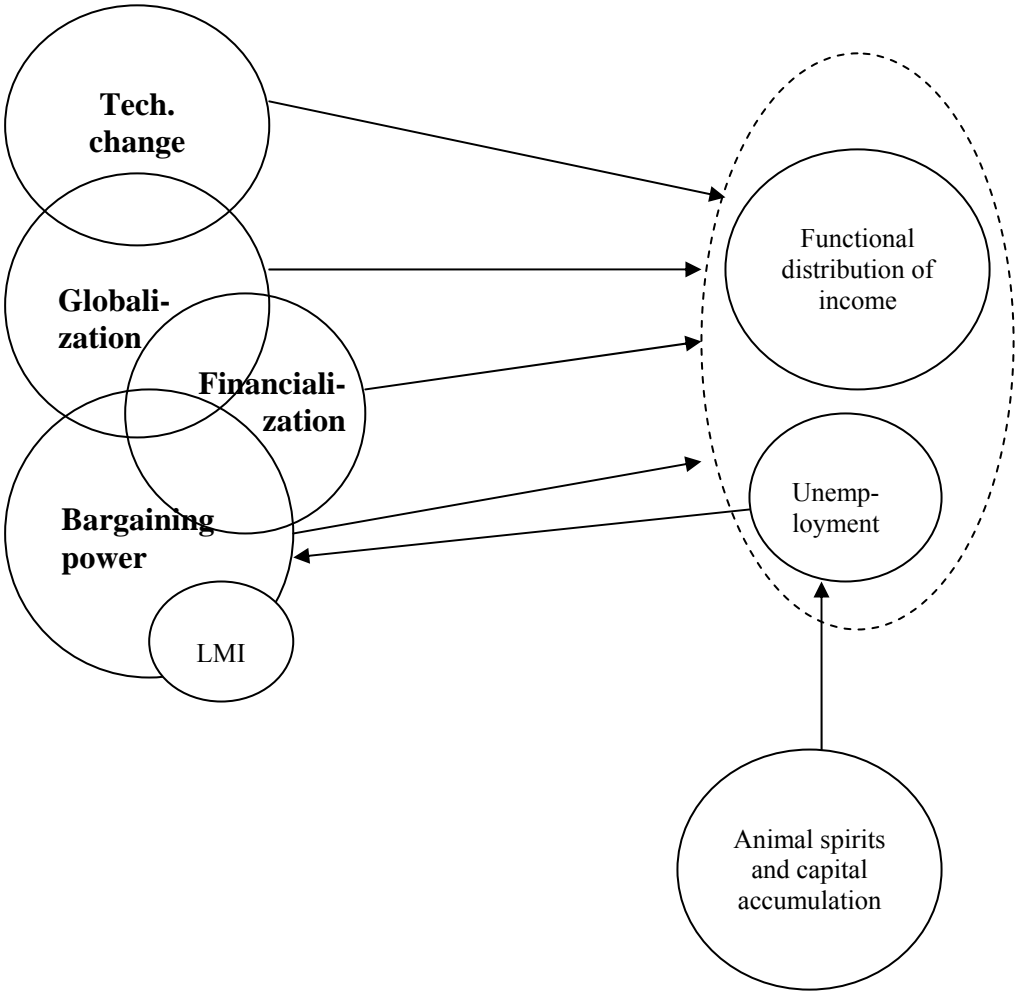 Tech.
change
Globali-
zation
Financiali-
zation
Bargaining
power
LMI
Functional
distribution of
income
Unemp-
loyment
Animal spirits
and capital
accumulation